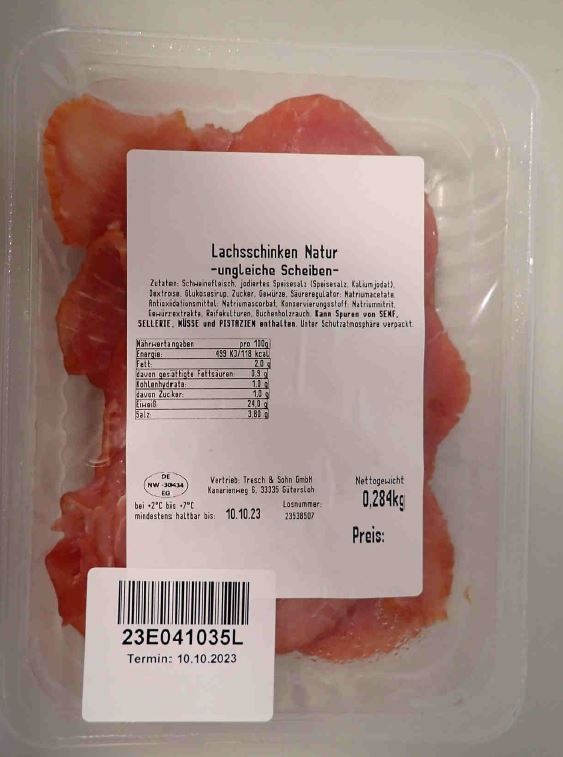 Lachsschinken Natur
-ungleiche Scheiben-
Zutaten: Schweinefleisch, jodiertes Speisesalz (Speisesalz, Kaliumjodat),
Dextrose, Glukosesirup, Zucker, Gewürze, Säureregulator: Natriumacetate,
Antioxidationsmittel: Natriumascorbat, Konservierungsstoff: Natriumnitrit,
Gewürzextrakte, Reifekulturen, Buchenholzrauch. Kann Spuren von SENF,
SELLERIE, NÜSSE und PISTAZIEN enthalten. Unter Schutzatmosphäre verpackt.
Nährwertangaben pro 100g
Energie: 499 KJ/118 kcal
Fett: 2,0 g
davon gesättigte Fettsäuren: 0,9 g
Kohlenhydrate: 1,0 g
davon Zucker: 1,0 g
Eiweiß 24,0 g
Salz: 3,80 g
DE
NW-30434
EG
Vertrieb: Tresch & Sohn GmbH
Kanarienweg 6, 33335 Gütersloh
Nettogewicht
0,284kg
bei +2°C bis +7°C
mindestens haltbar bis: 10.10.23
Losnummer:
23538507
Preis:
23E041035L
Termin: 10.10.2023